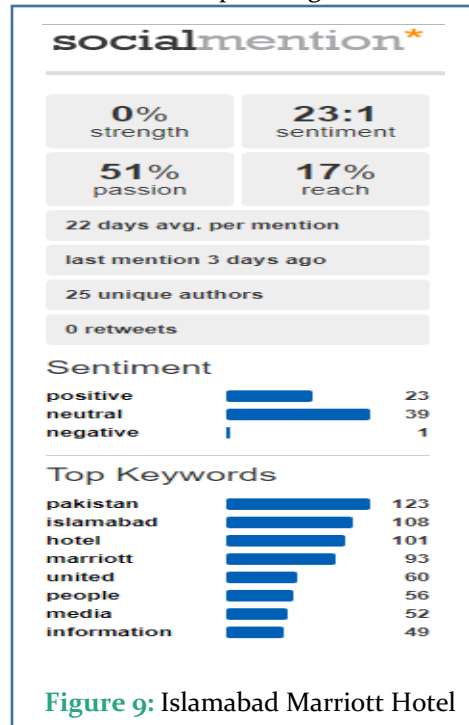 socialmention*
0% 23:1
strength sentiment
51% 17%
passion reach
22 days avg. per mention
last mention 3 days ago
25 unique authors
0 retweets
Sentiment
positive 23
neutral 39
negative 1
Top Keywords
pakistan 123
islamabad 108
hotel 101
marriott 93
united 60
people 56
media 52
information 49
Figure 9: Islamabad Marriott Hotel